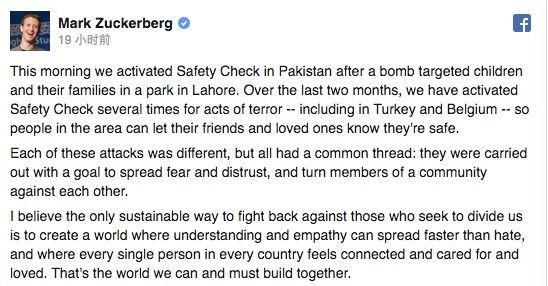 Mark Zuckerberg
19 小时前
This morning we activated Safety Check in Pakistan after a bomb targeted children
and their families in a park in Lahore. Over the last two months, we have activated
Safety Check several times for acts of terror -- including in Turkey and Belgium -- so
people in the area can let their friends and loved ones know they're safe.
Each of these attacks was different, but all had a common thread: they were carried
out with a goal to spread fear and distrust, and turn members of a community
against each other.
I believe the only sustainable way to fight back against those who seek to divide us
is to create a world where understanding and empathy can spread faster than hate,
and where every single person in every country feels connected and cared for and
loved. That's the world we can and must build together.